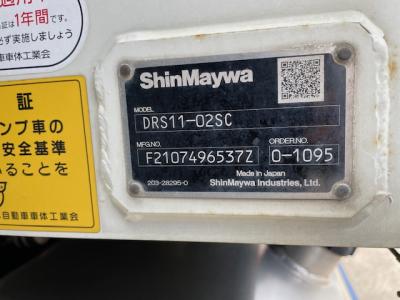 は1年間です。
ず実施しましょう
車車体工業会
証
ンプ車の
安全基準
いることを
自動車車体工業会
ShinMaywa
MODEL
DRS11-02SC
MFG.NO.
F2107496537Z
ORDER.NO.
0-1095
Made in Japan
203-28295-0
ShinMaywa Industries, Ltd.